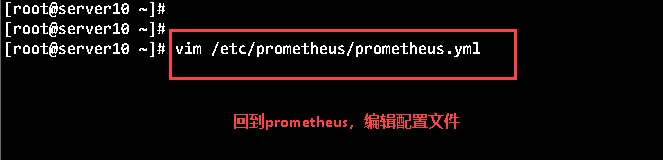 [root@server10 ~]#
[root@server10 ~]#
[root@server10 ~]# vim /etc/prometheus/prometheus.yml
回到prometheus，编辑配置文件